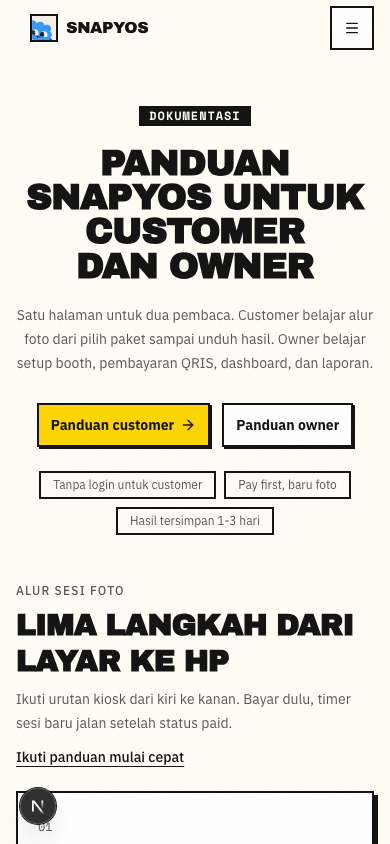 SNAPYOS
DOKUMENTASI
PANDUAN
SNAPYOS UNTUK
CUSTOMER
DAN OWNER
Satu halaman untuk dua pembaca. Customer belajar alur
foto dari pilih paket sampai unduh hasil. Owner belajar
setup booth, pembayaran QRIS, dashboard, dan laporan.
Panduan customer → Panduan owner
Tanpa login untuk customer Pay first, baru foto
Hasil tersimpan 1-3 hari
ALUR SESI FOTO
LIMA LANGKAH DARI
LAYAR KE HP
Ikuti urutan kiosk dari kiri ke kanan. Bayar dulu, timer
sesi baru jalan setelah status paid.
Ikuti panduan mulai cepat
N
01